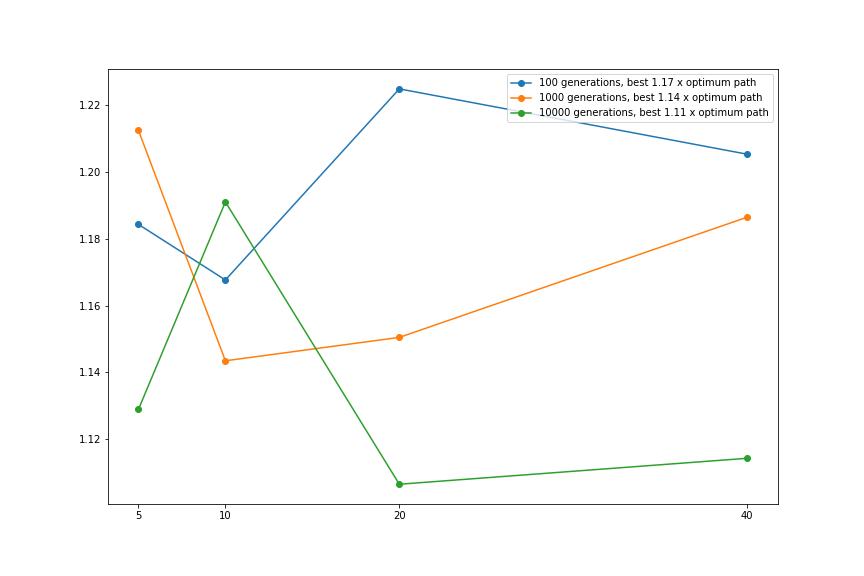 100 generations, best 1.17 x optimum path
1000 generations, best 1.14 x optimum path
10000 generations, best 1.11 x optimum path
1.22
1.20
1.18
1.16
1.14
1.12
5 10 20 40